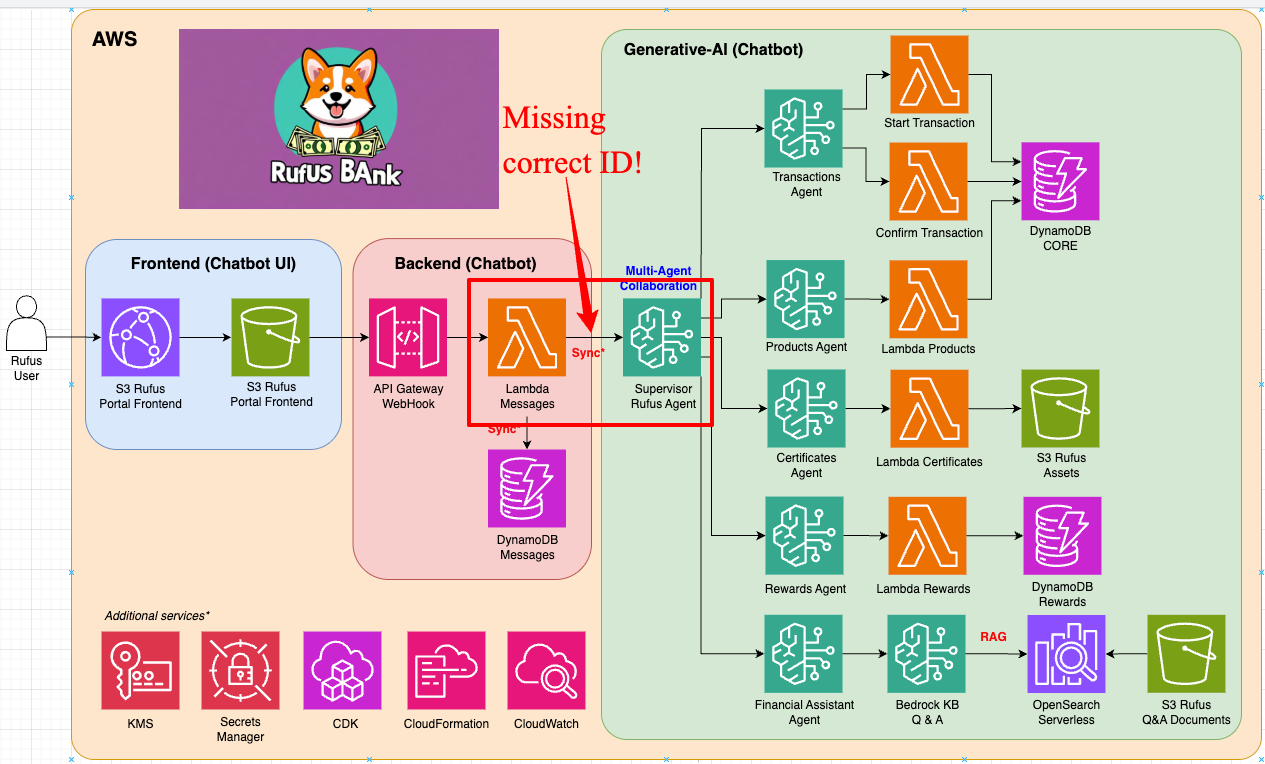 AWS
Rufus BAnk
Missing
correct ID!
Generative-AI (Chatbot)
Start Transaction
Transactions
Agent
Confirm Transaction
DynamoDB
CORE
Frontend (Chatbot UI)
Backend (Chatbot)
Multi-Agent
Collaboration
Rufus
User
S3 Rufus
Portal Frontend
S3 Rufus
Portal Frontend
API Gateway
WebHook
Lambda
Messages
Sync*
Supervisor
Rufus Agent
Products Agent
Lambda Products
Sync*
DynamoDB
Messages
Certificates
Agent
Lambda Certificates
S3 Rufus
Assets
Rewards Agent
Lambda Rewards
DynamoDB
Rewards
Additional services*
KMS
Secrets
Manager
CDK
CloudFormation
CloudWatch
Financial Assistant
Agent
Bedrock KB
Q & A
RAG
OpenSearch
Serverless
S3 Rufus
Q&A Documents